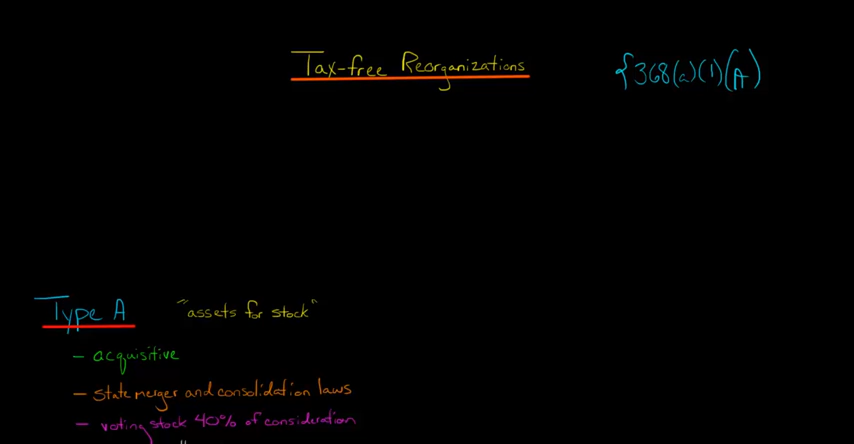 Tax-free Reorganizations
{368(a)(1)(A)
Type A
"assets for stock"
- acquisitive
- state merger and consolidation laws
- voting stock 40% of consideration